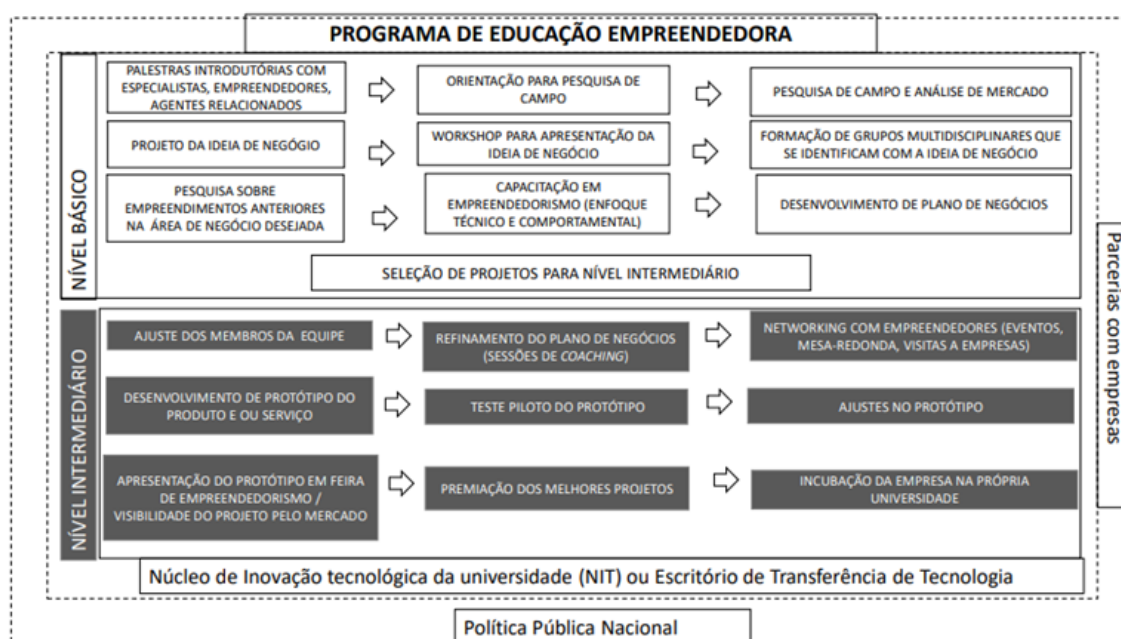 PROGRAMA DE EDUCAÇÃO EMPREENDEDORA
NÍVEL BÁSICO
PALESTRAS INTRODUTÓRIAS COM
ESPECIALISTAS, EMPREENDEDORES,
AGENTES RELACIONADOS
ORIENTAÇÃO PARA PESQUISA DE
CAMPO
PESQUISA DE CAMPO E ANÁLISE DE MERCADO
PROJETO DA IDEIA DE NEGÓGIO
WORKSHOP PARA APRESENTAÇÃO DA
IDEIA DE NEGÓCIO
FORMAÇÃO DE GRUPOS MULTIDISCIPLINARES QUE
SE IDENTIFICAM COM A IDEIA DE NEGÓCIO
PESQUISA SOBRE
EMPREENDIMENTOS ANTERIORES
NA ÁREA DE NEGÓCIO DESEJADA
CAPACITAÇÃO EM
EMPREENDEDORISMO (ENFOQUE
TÉCNICO E COMPORTAMENTAL)
DESENVOLVIMENTO DE PLANO DE NEGÓCIOS
SELEÇÃO DE PROJETOS PARA NÍVEL INTERMEDIÁRIO
NÍVEL INTERMEDIÁRIO
AJUSTE DOS MEMBROS DA EQUIPE
REFINAMENTO DO PLANO DE NEGÓCIOS
(SESSÕES DE COACHING)
NETWORKING COM EMPREENDEDORES (EVENTOS,
MESA-REDONDA, VISITAS A EMPRESAS)
DESENVOLVIMENTO DE PROTÓTIPO DO
PRODUTO E OU SERVIÇO
TESTE PILOTO DO PROTÓTIPO
AJUSTES NO PROTÓTIPO
APRESENTAÇÃO DO PROTÓTIPO EM FEIRA
DE EMPREENDEDORISMO /
VISIBILIDADE DO PROJETO PELO MERCADO
PREMIAÇÃO DOS MELHORES PROJETOS
INCUBAÇÃO DA EMPRESA NA PRÓPRIA
UNIVERSIDADE
Parcerias com empresas
Núcleo de Inovação tecnológica da universidade (NIT) ou Escritório de Transferência de Tecnologia
Política Pública Nacional